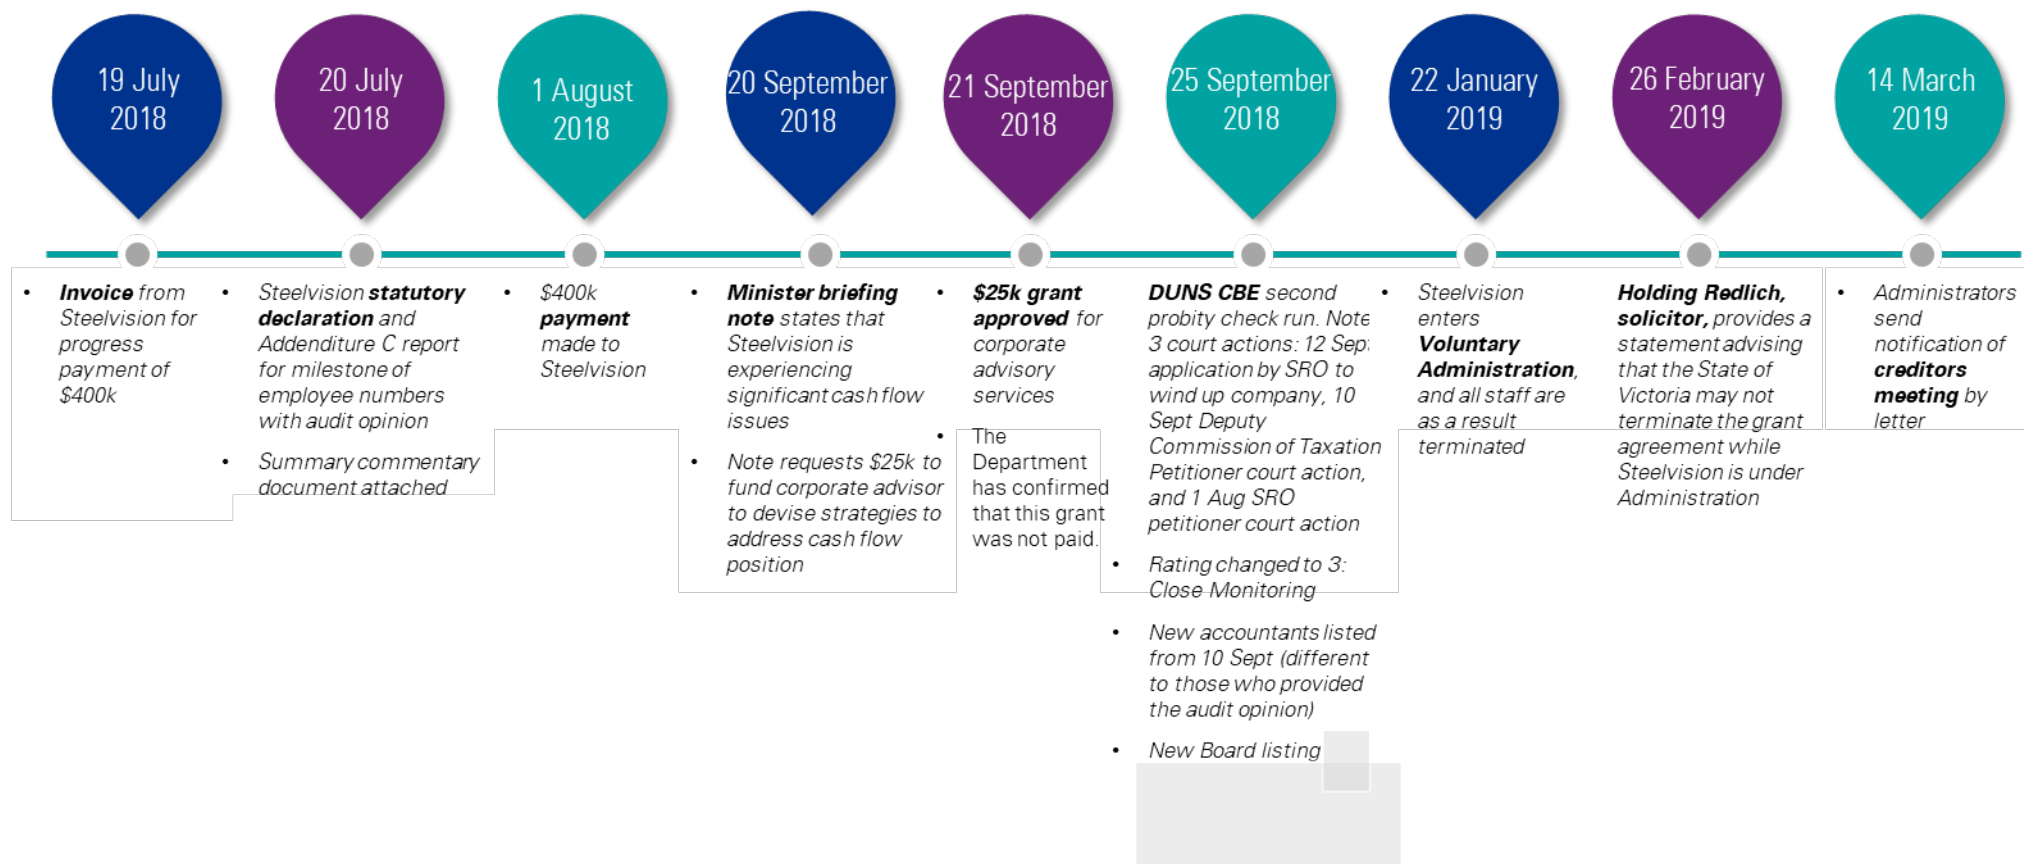 19 July
2018
20 July
2018
1 August
2018
20 September
2018
21 September
2018
25 September
2018
22 January
2019
26 February
2019
14 March
2019
• Invoice from
Steelvision for
progress
payment of
$400k
• Steelvision statutory
declaration and
Addenditure C report
for milestone of
employee numbers
with audit opinion
• Summary commentary
document attached
• $400k
payment
made to
Steelvision
• Minister briefing
note states that
Steelvision is
experiencing
significant cash flow
issues
• Note requests $25k to
fund corporate advisor
to devise strategies to
address cash flow
position
• $25k grant
approved for
corporate
advisory
services
• The
Department
has confirmed
that this grant
was not paid.
DUNS CBE second
probity check run. Note
3 court actions: 12 Sept
application by SRO to
wind up company, 10
Sept Deputy
Commission of Taxation
Petitioner court action,
and 1 Aug SRO
petitioner court action
• Rating changed to 3:
Close Monitoring
• New accountants listed
from 10 Sept (different
to those who provided
the audit opinion)
• New Board listing
• Steelvision
enters
Voluntary
Administration,
and all staff are
as a result
terminated
Holding Redlich,
solicitor, provides a
statement advising
that the State of
Victoria may not
terminate the grant
agreement while
Steelvision is under
Administration
• Administrators
send
notification of
creditors
meeting by
letter